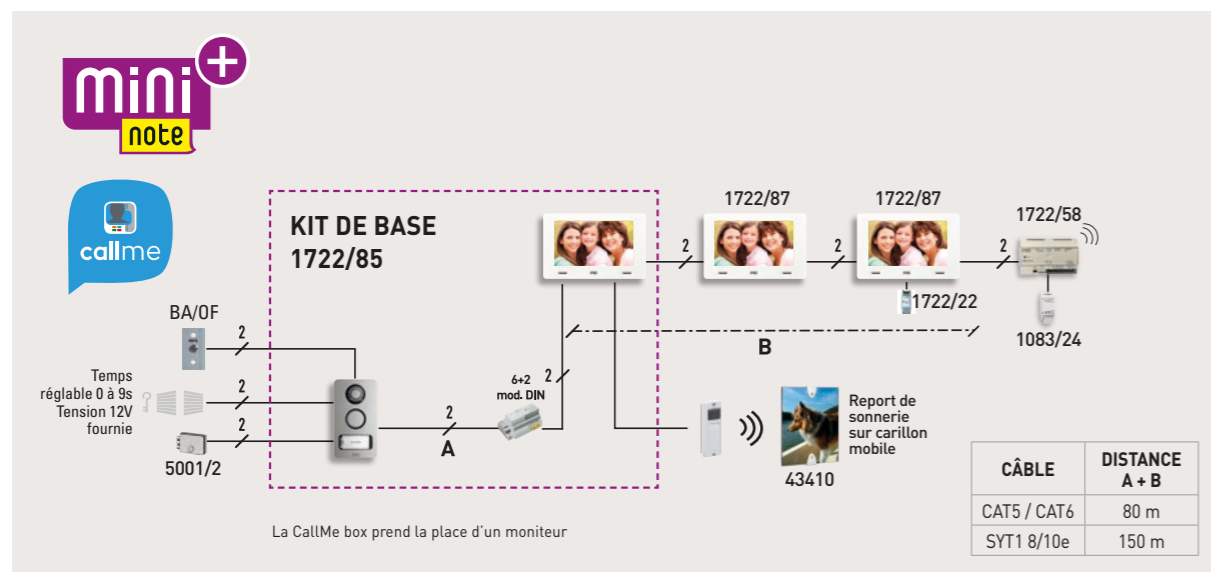 mini+
note
callme
KIT DE BASE
1722/85
1722/87
1722/87
1722/58
2
2
2
1722/22
1083/24
B
BA/OF
2
Temps
réglable 0 à 9s
Tension 12V
fournie
2
2
5001/2
2
A
6+2
mod. DIN
2
Report de
sonnerie
sur carillon
mobile
43410
La CallMe box prend la place d'un moniteur
CÂBLE DISTANCE
A + B
CAT5 / CAT6 80 m
SYT1 8/10e 150 m